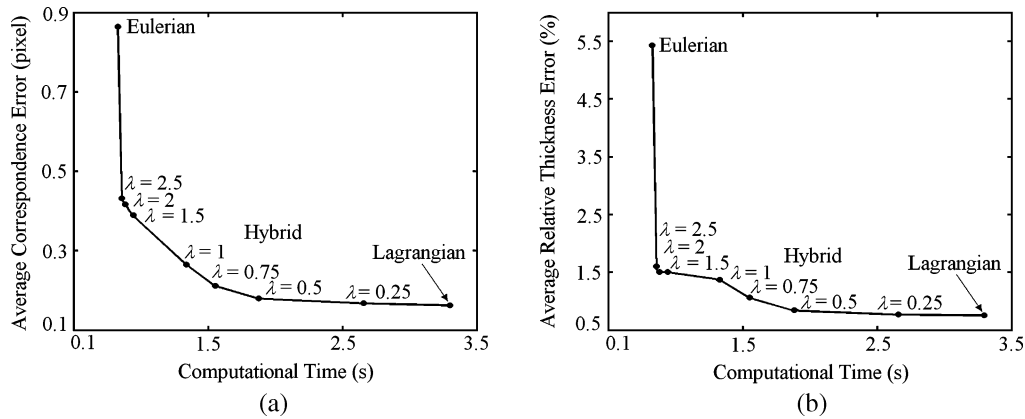 0.9
0.7
0.5
0.3
0.1
Average Correspondence Error (pixel)
Eulerian
λ = 2.5
λ = 2
λ = 1.5
λ = 1
λ = 0.75
λ = 0.5
λ = 0.25
Hybrid
Lagrangian
0.1 1.5 2.5 3.5
Computational Time (s)
(a)
5.5
4.5
3.5
2.5
1.5
0.5
Average Relative Thickness Error (%)
Eulerian
λ = 2.5
λ = 2
λ = 1.5
λ = 1
λ = 0.75
λ = 0.5
λ = 0.25
Hybrid
Lagrangian
0.1 1.5 2.5 3.5
Computational Time (s)
(b)